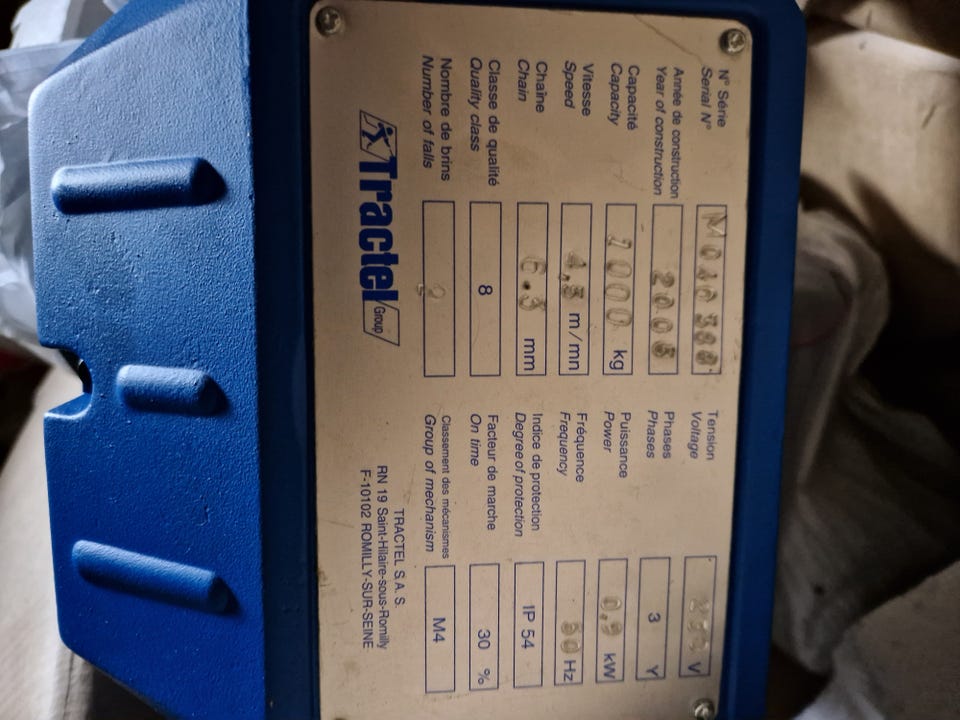 N° Série
Serial N°
Année de construction
Year of construction
2005
Capacité
Capacity
1000 kg
Vitesse
Speed
4,5 m/mn
Chaîne
Chain
6.3 mm
Classe de qualité
Quality class
8
Nombre de brins
Number of falls
2
Tension
Voltage
V
Phases
Phases
3 Y
Puissance
Power
0,9 kW
Fréquence
Frequency
50 Hz
Indice de protection
Degree of protection
IP 54
Facteur de marche
On time
30 %
Classement des mécanismes
Group of mechanism
M4
Tractel Group
TRACTEL S.A.S.
RN 19 Saint-Hilaire-sous-Romilly
F-10102 ROMILLY-SUR-SEINE